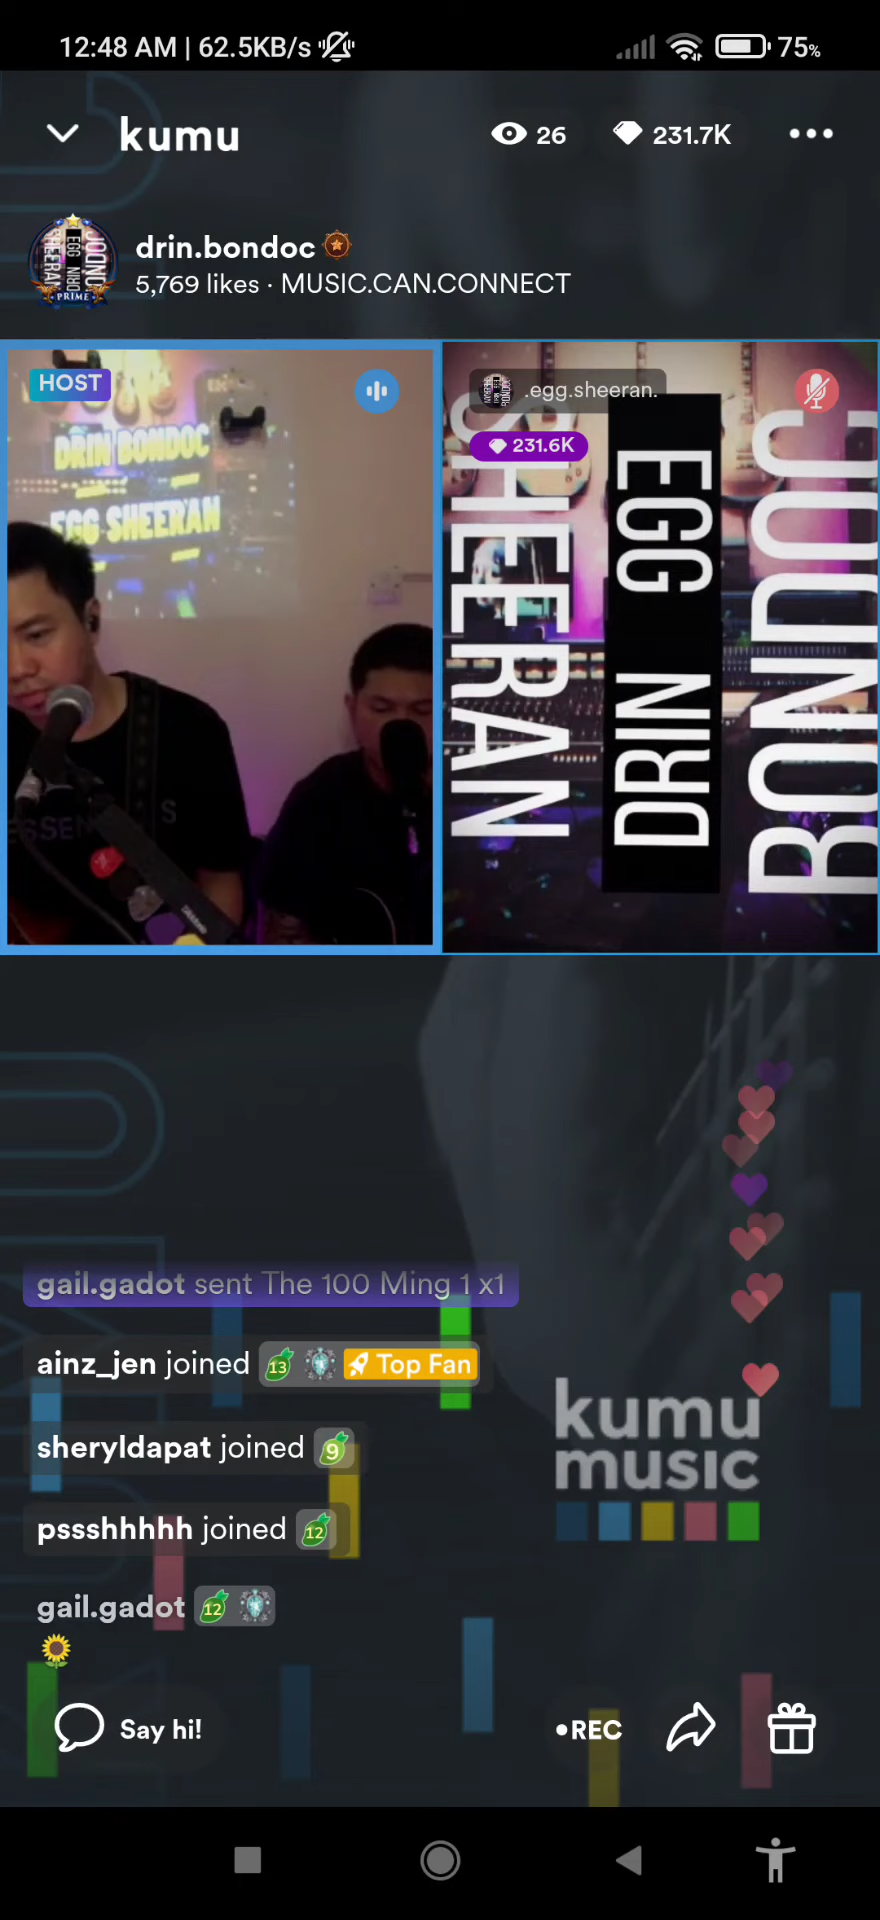 12:48 AM | 62.5KB/s
75%
kumu
26
231.7K
drin.bondoc
5,769 likes · MUSIC.CAN.CONNECT
PRIME
HOST
DRIN BONDOC
EGG SHEERAN
.egg.sheeran.
231.6K
SHEERAN
EGG DRIN
BONDOC
gail.gadot sent The 100 Ming 1 x1
ainz_jen joined 13 Top Fan
sheryldapat joined 9
pssshhhhh joined 12
gail.gadot 12
🌻
kumu
music
Say hi!
•REC